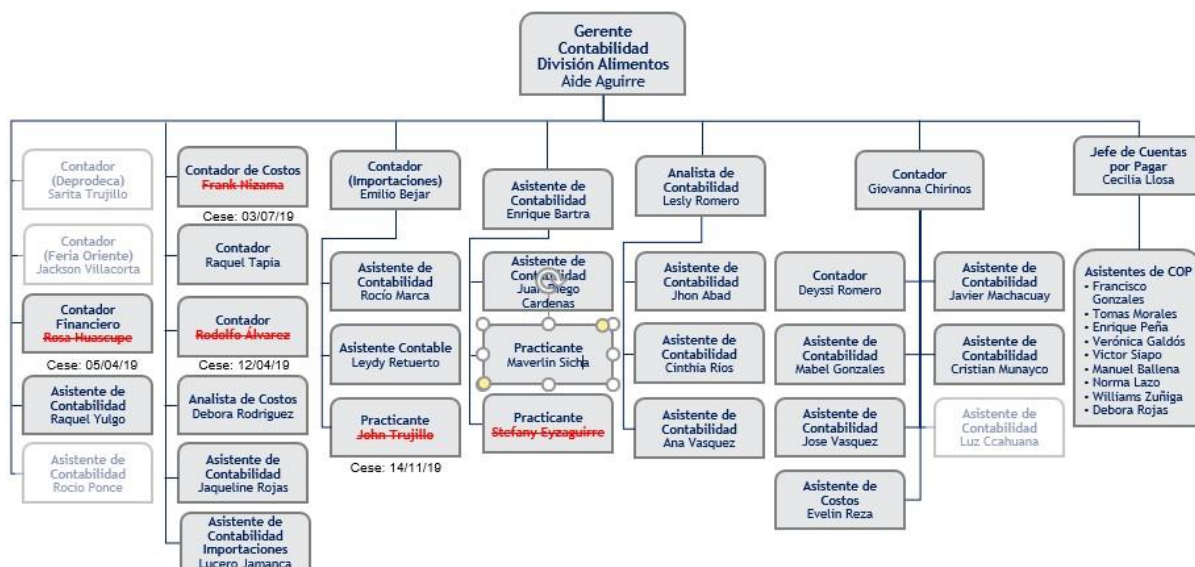 Gerente
Contabilidad
División Alimentos
Aide Aguirre
Contador
(Deprodeca)
Sarita Trujillo
Contador
(Feria Oriente)
Jackson Villacorta
Contador
Financiero
Rosa Huascupe
Cese: 05/04/19
Asistente de
Contabilidad
Raquel Yulgo
Asistente de
Contabilidad
Rocio Ponce
Contador de Costos
Frank Nizama
Cese: 03/07/19
Contador
Raquel Tapia
Contador
Rodolfo Álvarez
Cese: 12/04/19
Analista de Costos
Debora Rodriguez
Asistente de
Contabilidad
Jaqueline Rojas
Asistente de
Contabilidad
Importaciones
Lucero Jamanca
Contador
(Importaciones)
Emilio Bejar
Asistente de
Contabilidad
Rocío Marca
Asistente Contable
Leydy Retuerto
Practicante
John Trujillo
Cese: 14/11/19
Asistente de
Contabilidad
Enrique Bartra
Asistente de
Contabilidad
Juan Diego
Cardenas
Practicante
Maverlin Sicha
Practicante
Stefany Eyzaguirre
Analista de
Contabilidad
Lesly Romero
Asistente de
Contabilidad
Jhon Abad
Asistente de
Contabilidad
Cinthia Rios
Asistente de
Contabilidad
Ana Vasquez
Contador
Giovanna Chirinos
Contador
Deyssi Romero
Asistente de
Contabilidad
Mabel Gonzales
Asistente de
Contabilidad
Jose Vasquez
Asistente de
Costos
Evelin Reza
Asistente de
Contabilidad
Javier Machacuay
Asistente de
Contabilidad
Cristian Munayco
Asistente de
Contabilidad
Luz Ccahuana
Jefe de Cuentas
por Pagar
Cecilia Llosa
Asistentes de COP
• Francisco
Gonzales
• Tomas Morales
• Enrique Peña
• Verónica Galdós
• Victor Siapo
• Manuel Ballena
• Norma Lazo
• Williams Zuñiga
• Debora Rojas